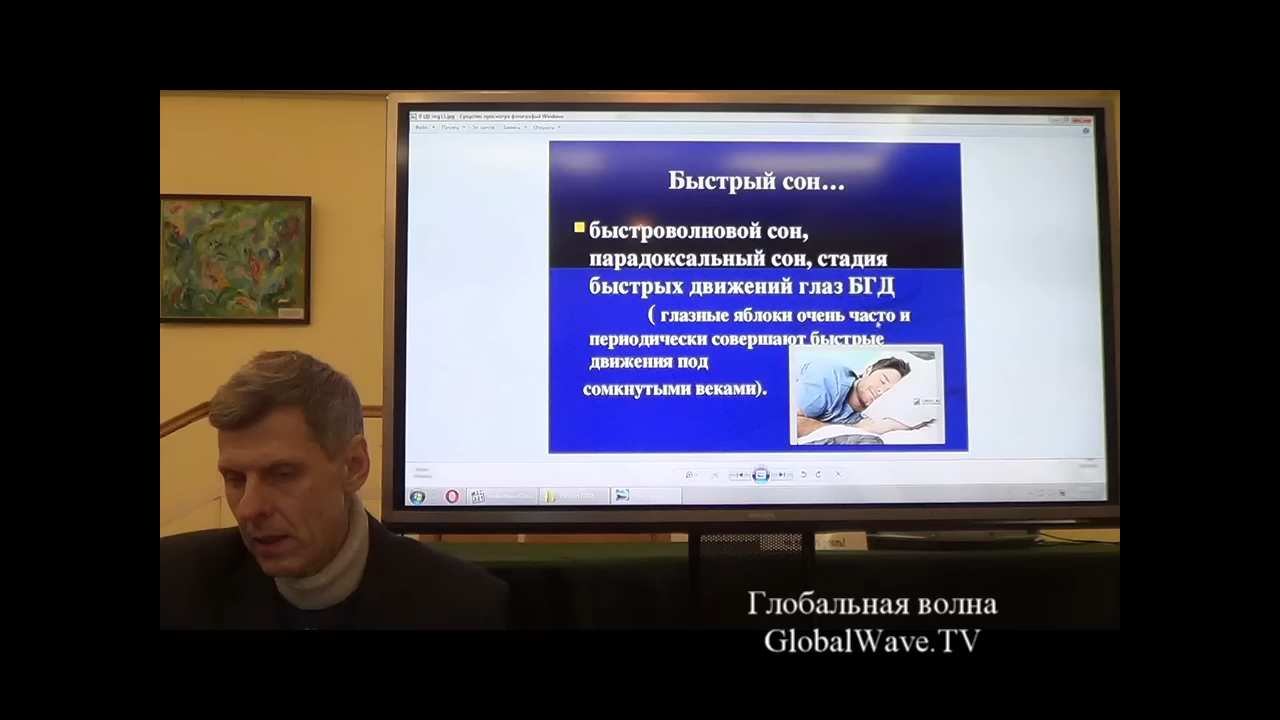 Быстрый сон...
быстроволновой сон,
парадоксальный сон, стадия
быстрых движений глаз БГД
( глазные яблоки очень часто и
периодически совершают быстрые
движения под
сомкнутыми веками).
Глобальная волна
GlobalWave.TV